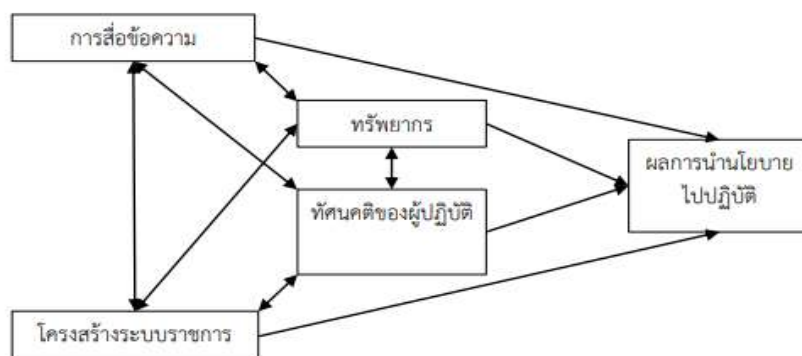 การสื่อข้อความ
ทรัพยากร
ผลการนำนโยบาย
ไปปฏิบัติ
ทัศนคติของผู้ปฏิบัติ
โครงสร้างระบบราชการ